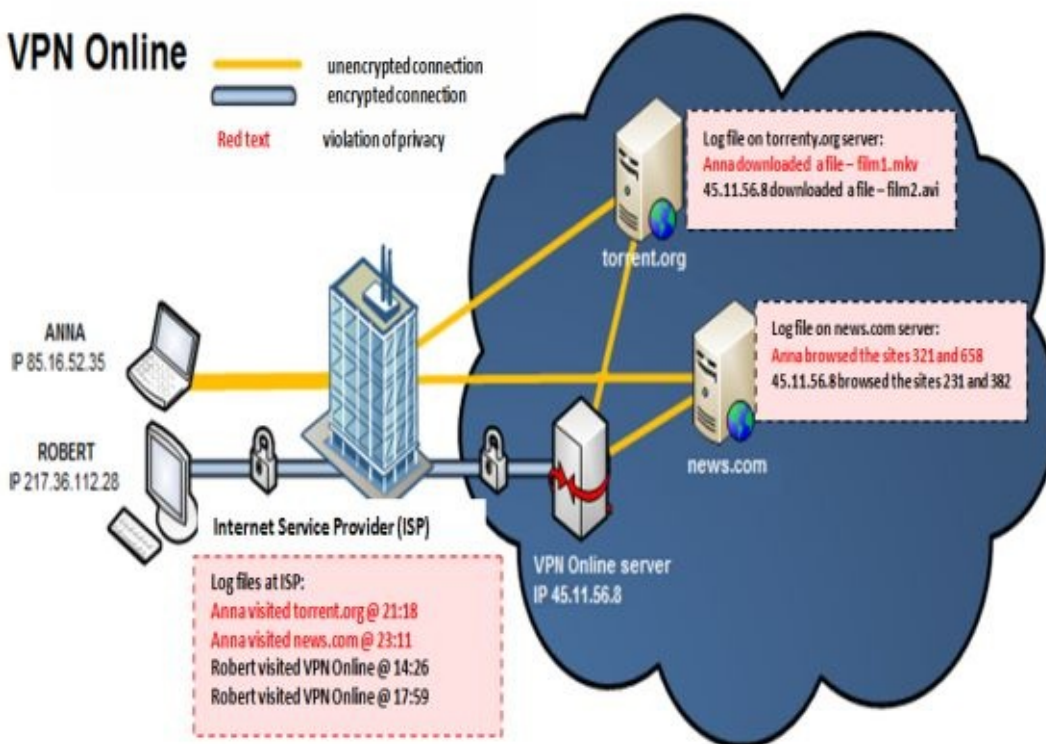 VPN Online
unencrypted connection
encrypted connection
Red text violation of privacy
Log file on torrenty.org server:
Anna downloaded a file – film1.mkv
45.11.56.8 downloaded a file – film2.avi
torrent.org
ANNA
IP 85.16.52.35
Log file on news.com server:
Anna browsed the sites 321 and 658
45.11.56.8 browsed the sites 231 and 382
news.com
ROBERT
IP 217.36.112.28
Internet Service Provider (ISP)
VPN Online server
IP 45.11.56.8
Log files at ISP:
Anna visited torrent.org @ 21:18
Anna visited news.com @ 23:11
Robert visited VPN Online @ 14:26
Robert visited VPN Online @ 17:59